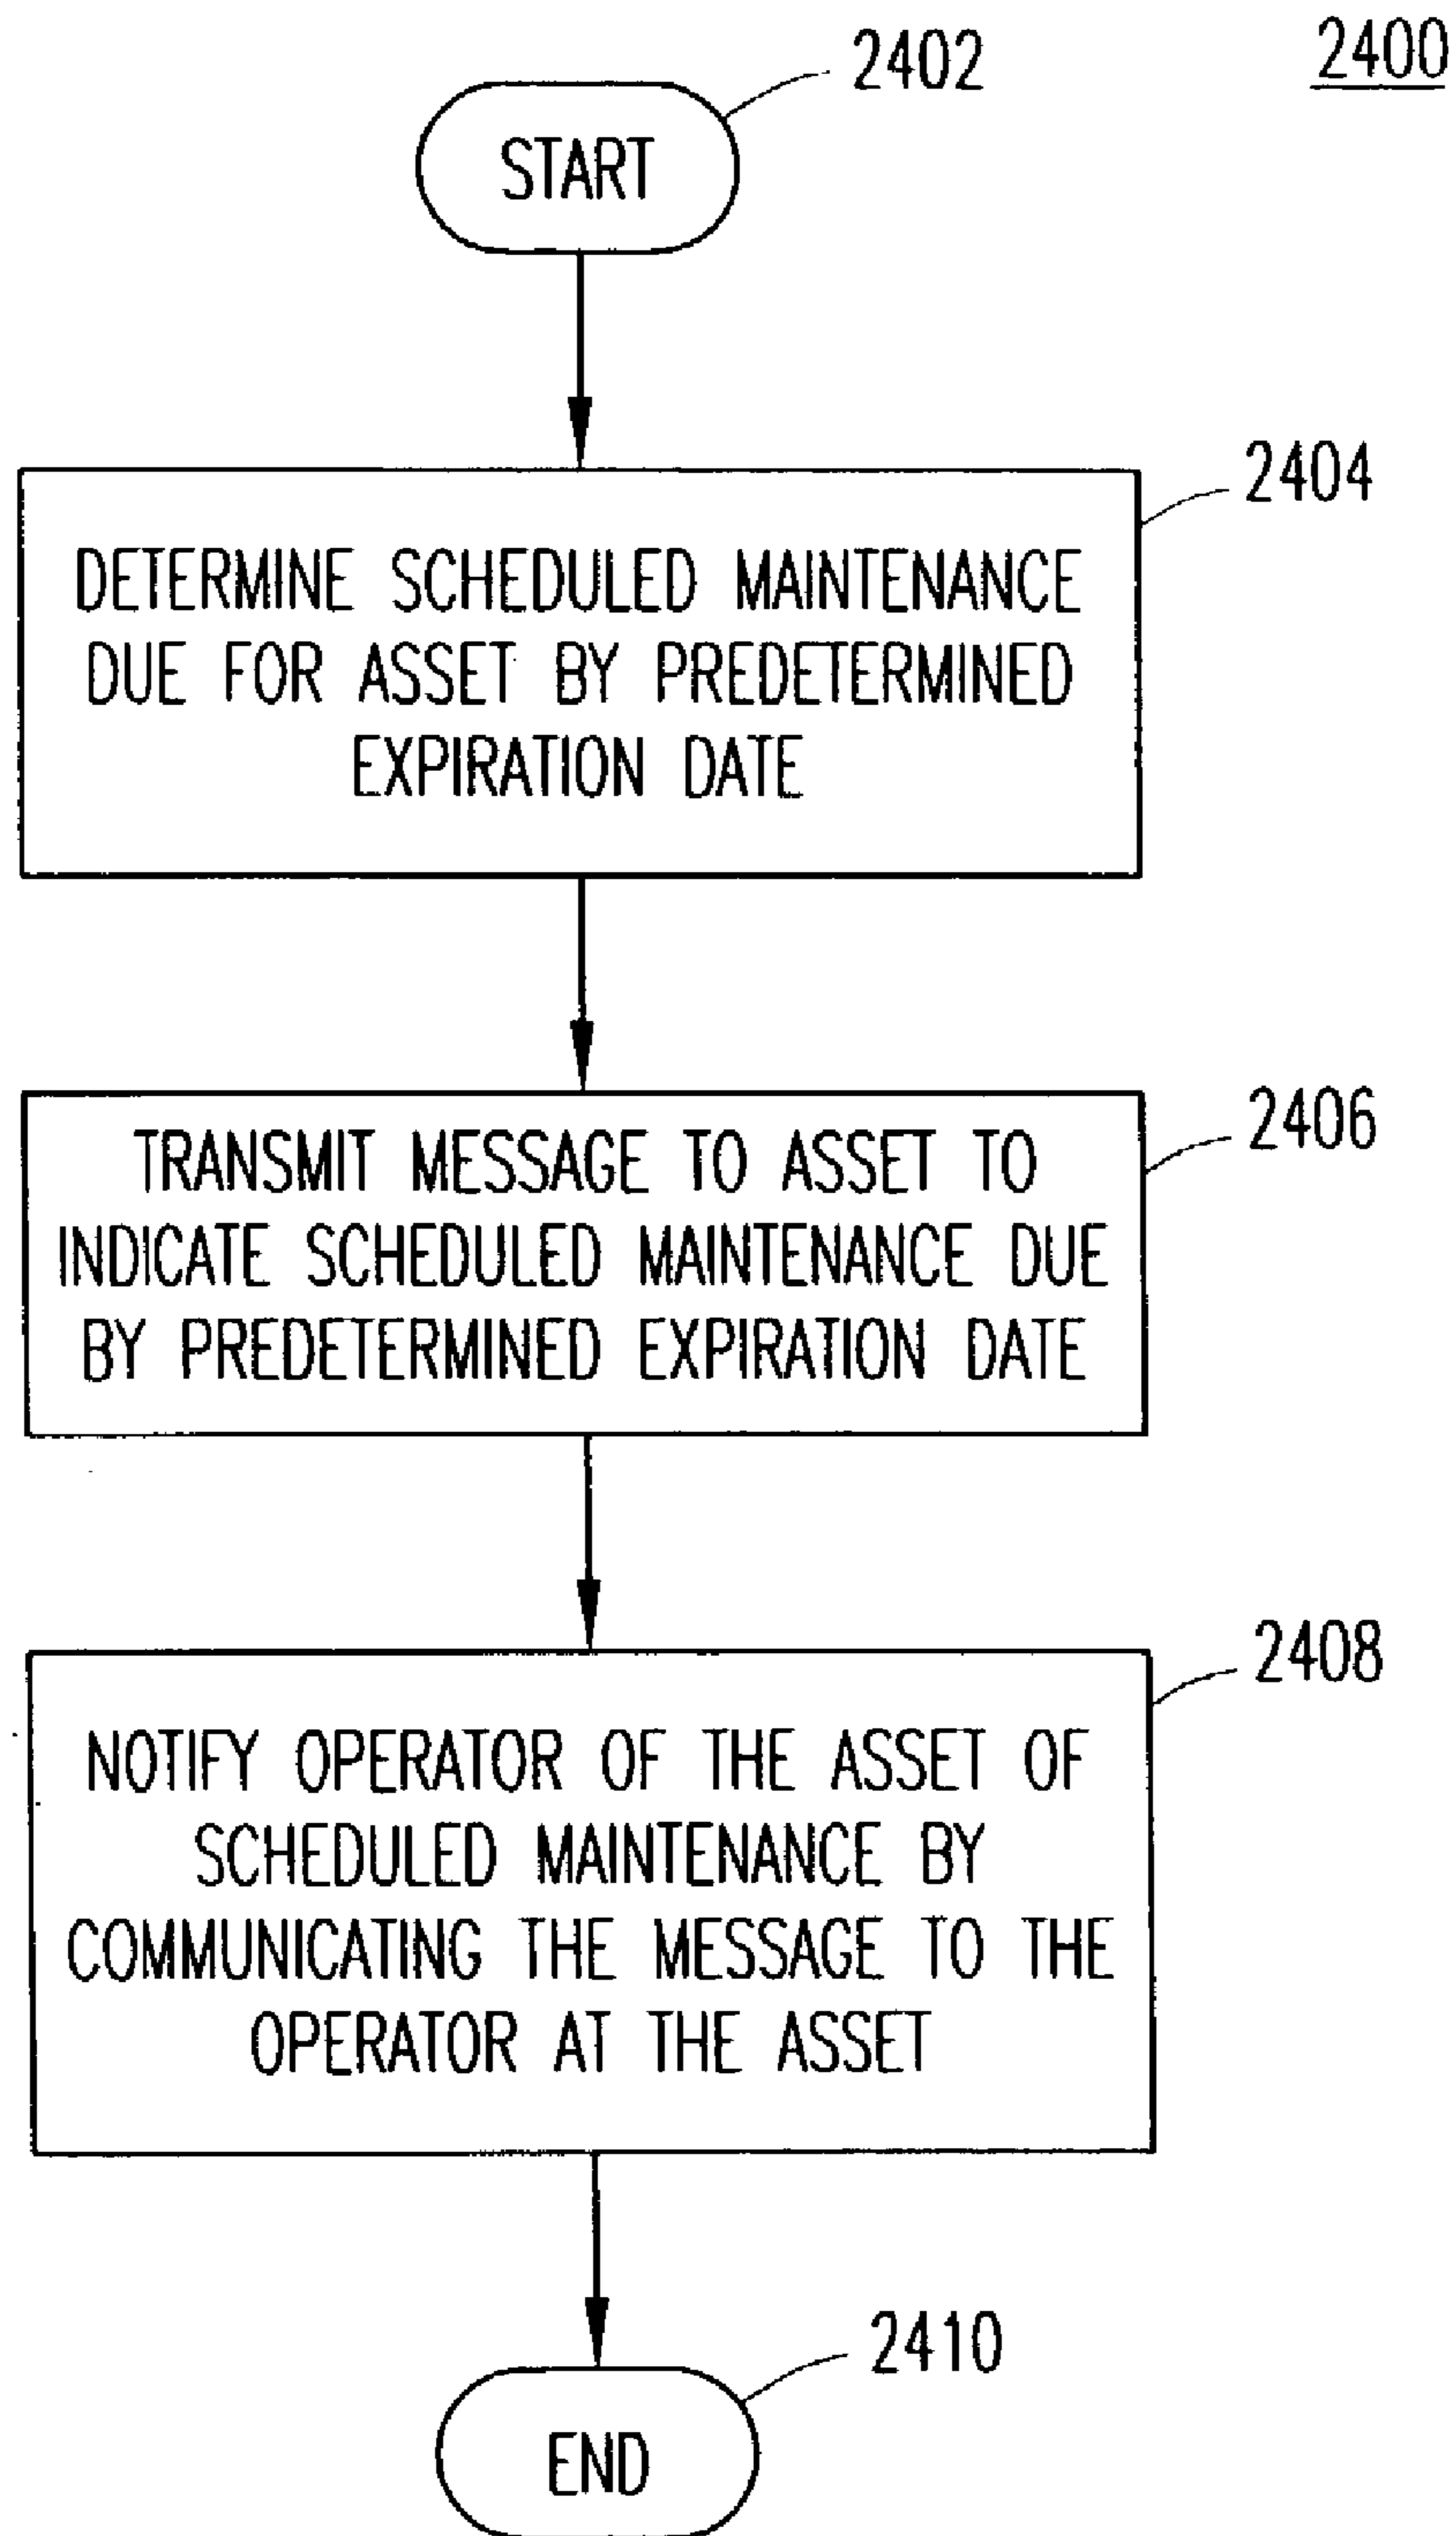 2400
2402
START
2404
DETERMINE SCHEDULED MAINTENANCE
DUE FOR ASSET BY PREDETERMINED
EXPIRATION DATE
2406
TRANSMIT MESSAGE TO ASSET TO
INDICATE SCHEDULED MAINTENANCE DUE
BY PREDETERMINED EXPIRATION DATE
2408
NOTIFY OPERATOR OF THE ASSET OF
SCHEDULED MAINTENANCE BY
COMMUNICATING THE MESSAGE TO THE
OPERATOR AT THE ASSET
2410
END